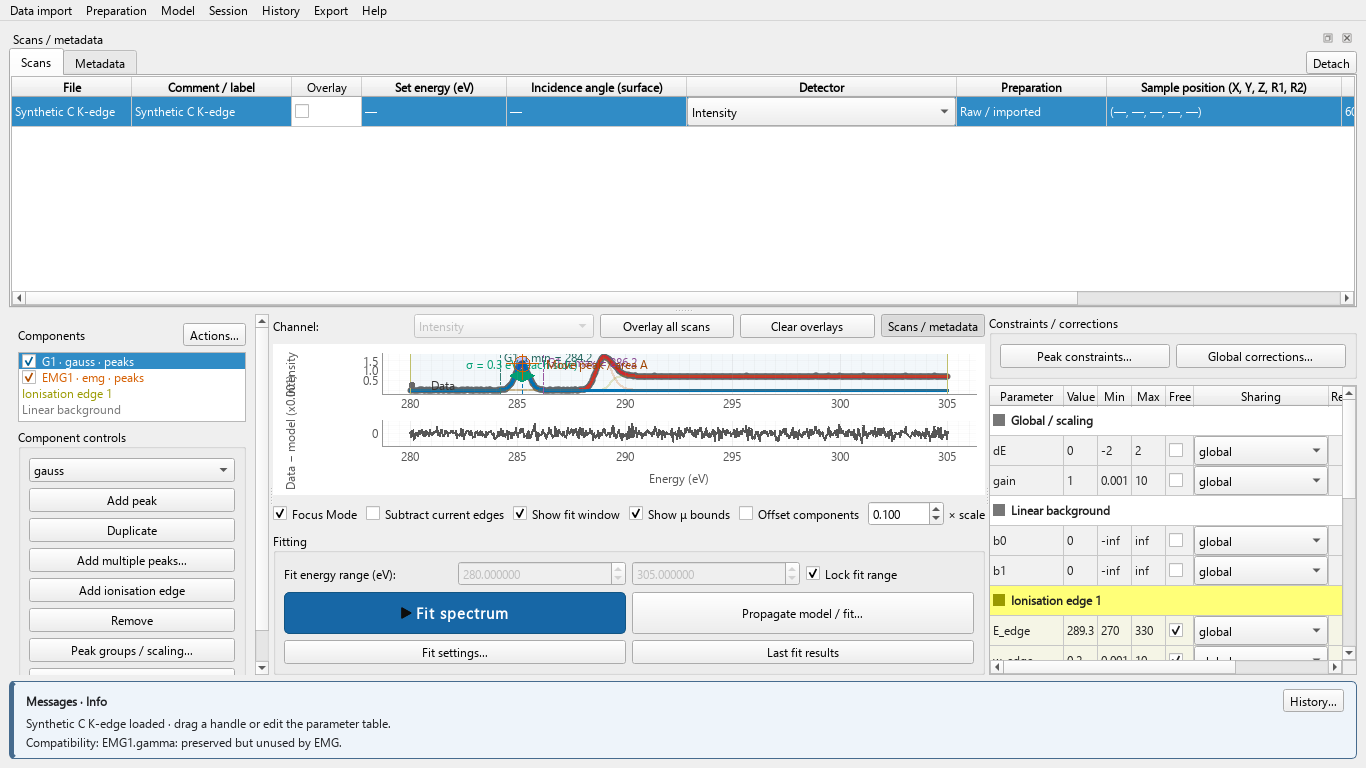 Data import Preparation Model Session History Export Help
Scans / metadata
Scans Metadata Detach
File Comment / label Overlay Set energy (eV) Incidence angle (surface) Detector Preparation Sample position (X, Y, Z, R1, R2)
Synthetic C K-edge Synthetic C K-edge — — Intensity Raw / imported (—, —, —, —, —) 60
Components Actions...
G1 · gauss · peaks
EMG1 · emg · peaks
Ionisation edge 1
Linear background
Component controls
gauss
Add peak
Duplicate
Add multiple peaks...
Add ionisation edge
Remove
Peak groups / scaling...
Channel: Intensity Overlay all scans Clear overlays Scans / metadata
1.5
1.0
0.5
Data
280 285 290 295 300 305
0
280 285 290 295 300 305
Energy (eV)
Focus Mode Subtract current edges Show fit window Show μ bounds Offset components 0.100 × scale
Fitting
Fit energy range (eV): 280.000000 305.000000 Lock fit range
Fit spectrum Propagate model / fit...
Fit settings... Last fit results
Constraints / corrections
Peak constraints... Global corrections...
Parameter Value Min Max Free Sharing Re
Global / scaling
dE 0 -2 2 global
gain 1 0.001 10 global
Linear background
b0 0 -inf inf global
b1 0 -inf inf global
Ionisation edge 1
E_edge 289.3 270 330 global
Messages · Info History...
Synthetic C K-edge loaded · drag a handle or edit the parameter table.
Compatibility: EMG1.gamma: preserved but unused by EMG.